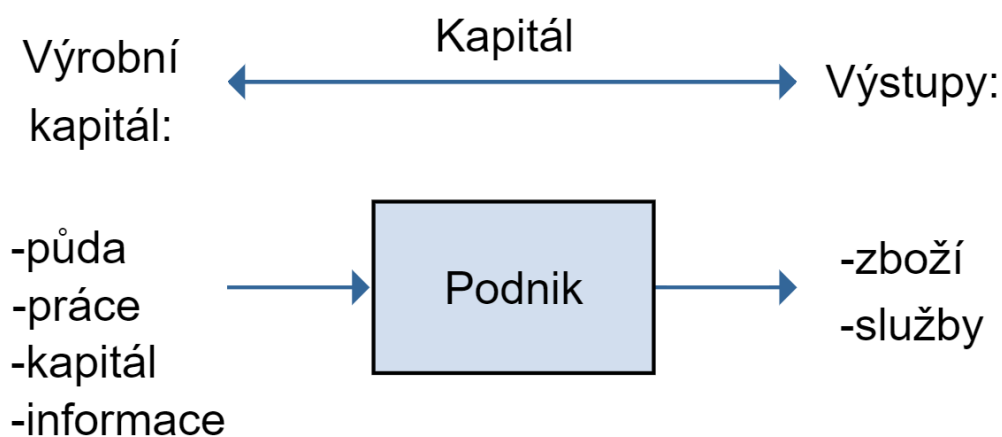 Výrobní
kapitál:
Kapitál
Výstupy:
-půda
-práce
-kapitál
-informace
Podnik
-zboží
-služby